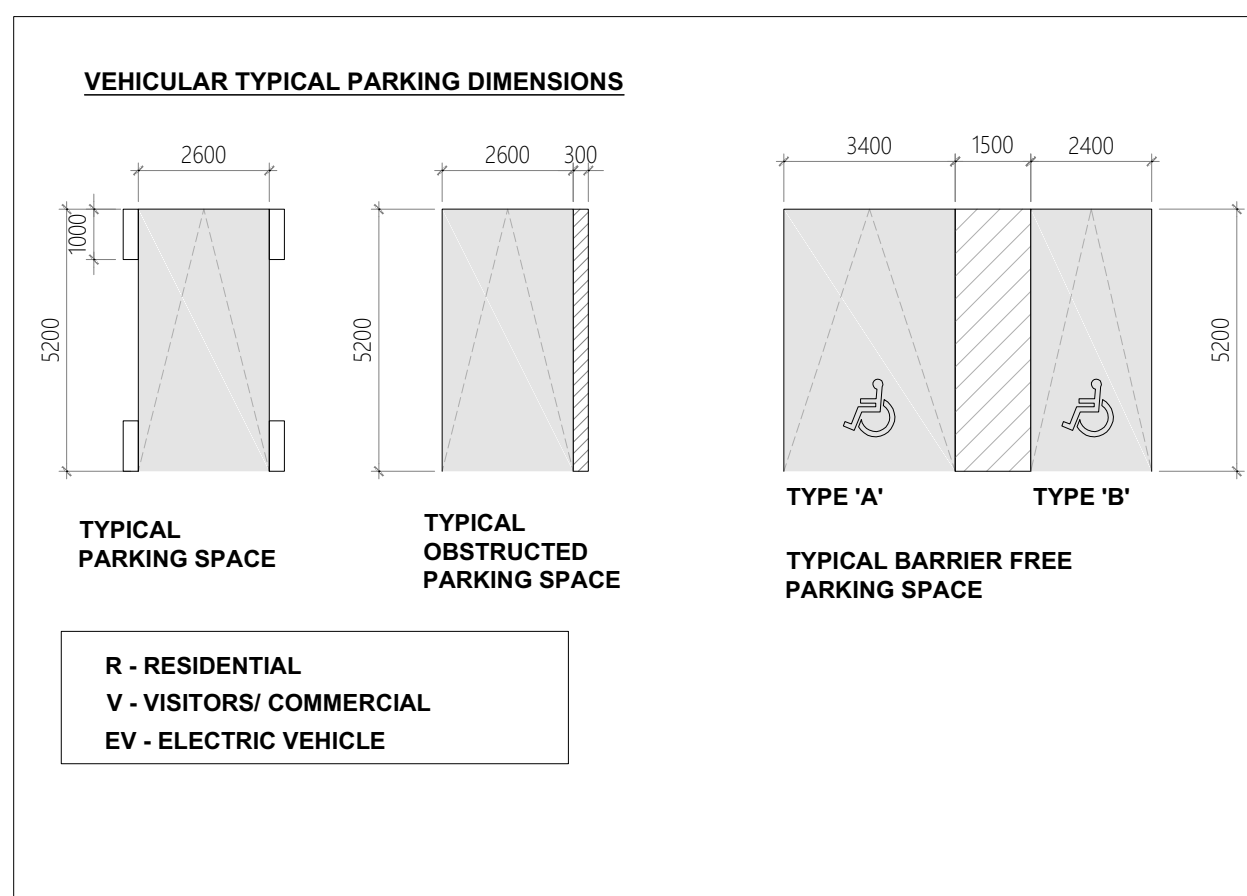 VEHICULAR TYPICAL PARKING DIMENSIONS
2600
1000
5200
TYPICAL
PARKING SPACE
2600
300
5200
TYPICAL
OBSTRUCTED
PARKING SPACE
3400
1500
2400
5200
TYPE 'A'
TYPE 'B'
TYPICAL BARRIER FREE
PARKING SPACE
R - RESIDENTIAL
V - VISITORS/ COMMERCIAL
EV - ELECTRIC VEHICLE